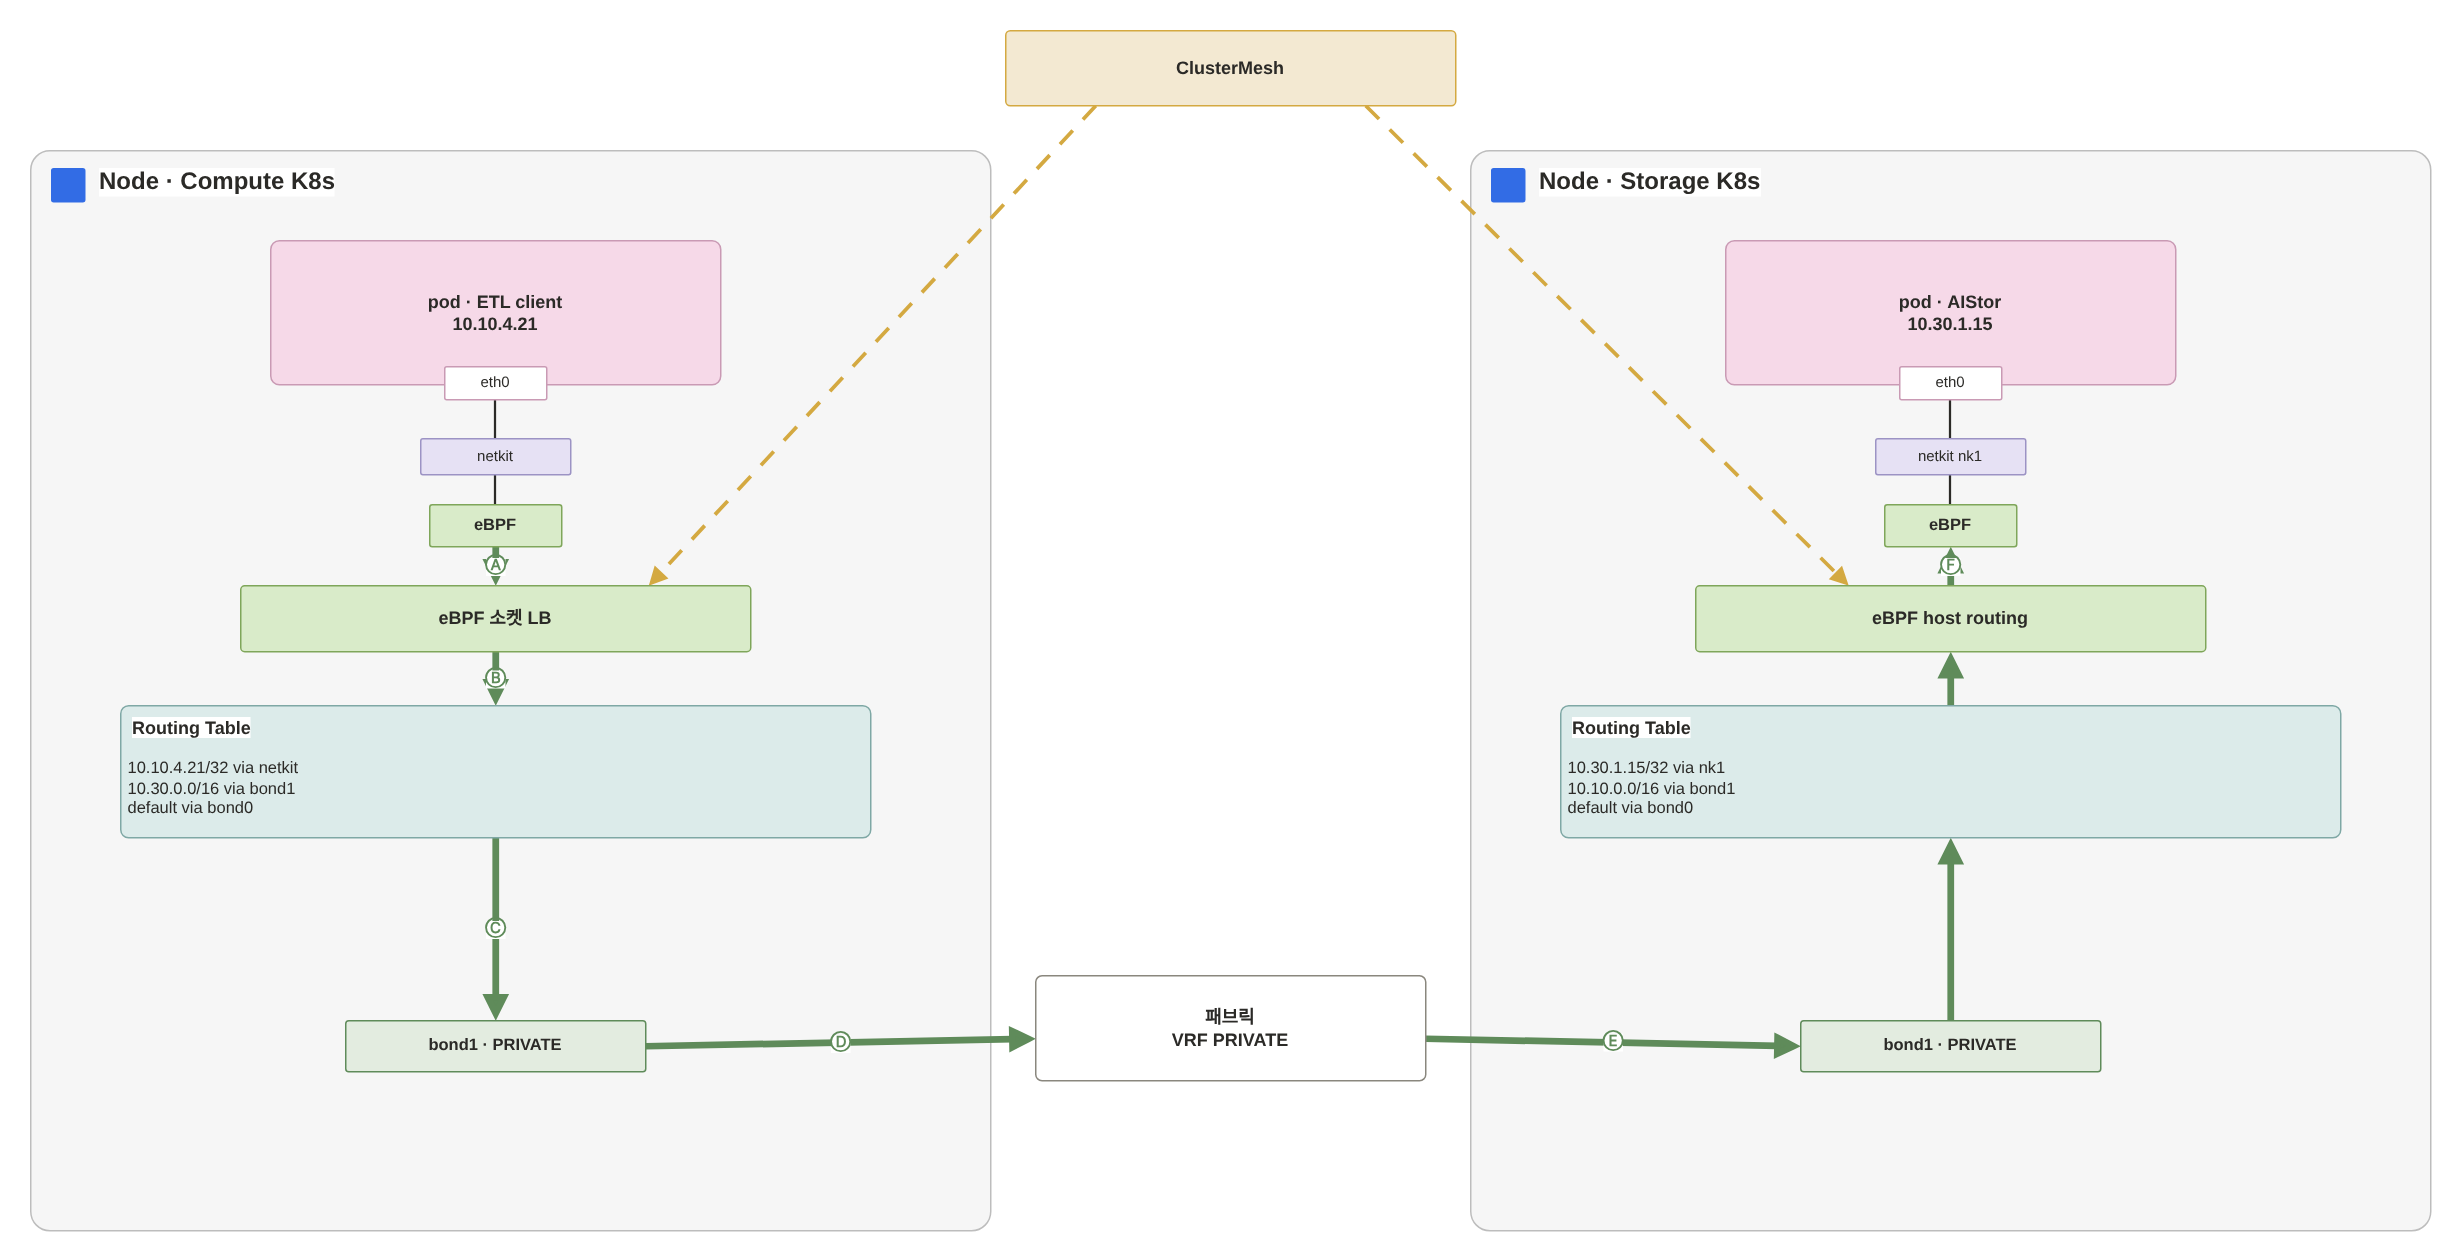 ClusterMesh
Node · Compute K8s
pod · ETL client
10.10.4.21
eth0
netkit
eBPF
Ⓐ
eBPF 소켓 LB
Ⓑ
Routing Table
10.10.4.21/32 via netkit
10.30.0.0/16 via bond1
default via bond0
Ⓒ
bond1 · PRIVATE
Ⓓ
패브릭
VRF PRIVATE
Ⓔ
Node · Storage K8s
pod · AIStor
10.30.1.15
eth0
netkit nk1
eBPF
Ⓕ
eBPF host routing
Routing Table
10.30.1.15/32 via nk1
10.10.0.0/16 via bond1
default via bond0
bond1 · PRIVATE